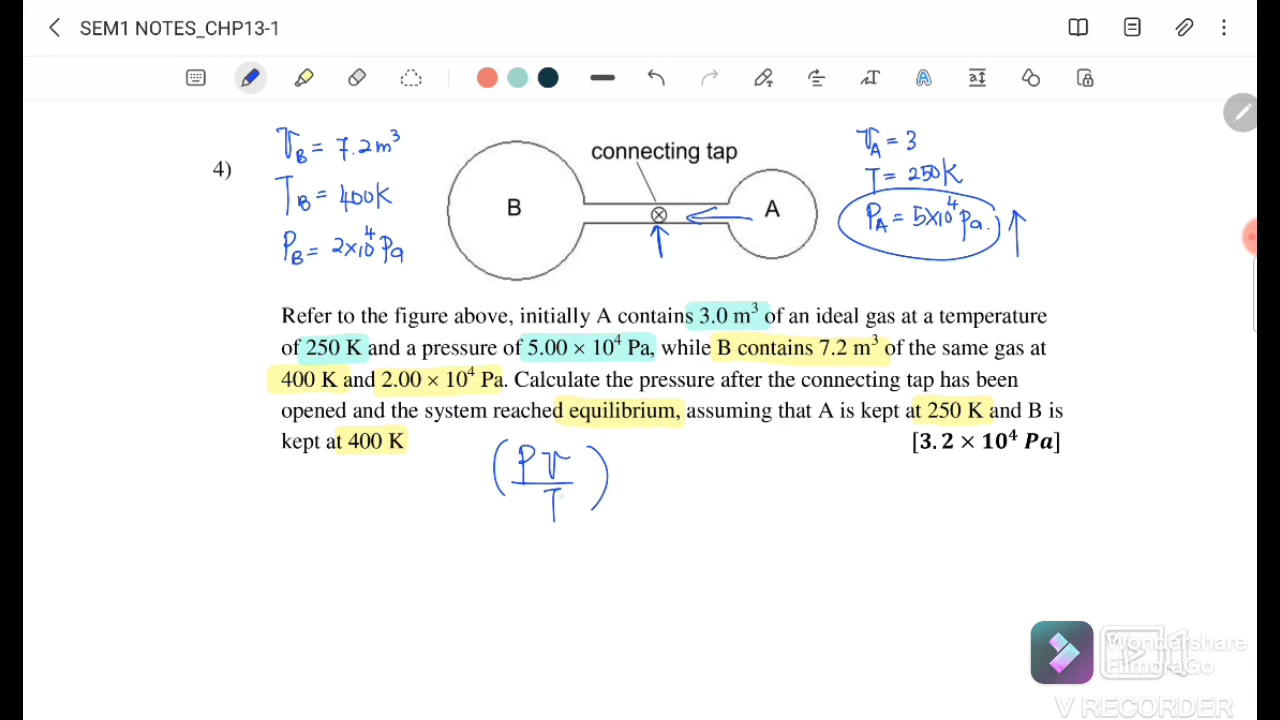 SEM1 NOTES_CHP13-1
4)
V_B = 7.2m³
T_B = 400K
P_B = 2×10⁴ Pa
connecting tap
B
A
V_A = 3
T = 250K
P_A = 5×10⁴ Pa.
Refer to the figure above, initially A contains 3.0 m³ of an ideal gas at a temperature
of 250 K and a pressure of 5.00 × 10⁴ Pa, while B contains 7.2 m³ of the same gas at
400 K and 2.00 × 10⁴ Pa. Calculate the pressure after the connecting tap has been
opened and the system reached equilibrium, assuming that A is kept at 250 K and B is
kept at 400 K [3.2 × 10⁴ Pa]
(PV/T)
Wondershare
FilmoraGo
V RECORDER